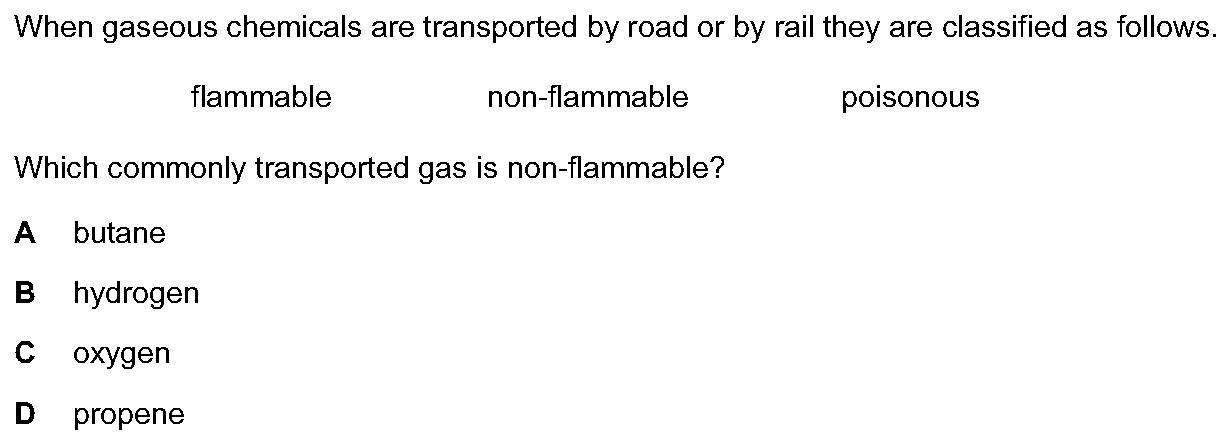 When gaseous chemicals are transported by road or by rail they are classified as follows.
flammable non-flammable poisonous
Which commonly transported gas is non-flammable?
A butane
B hydrogen
C oxygen
D propene